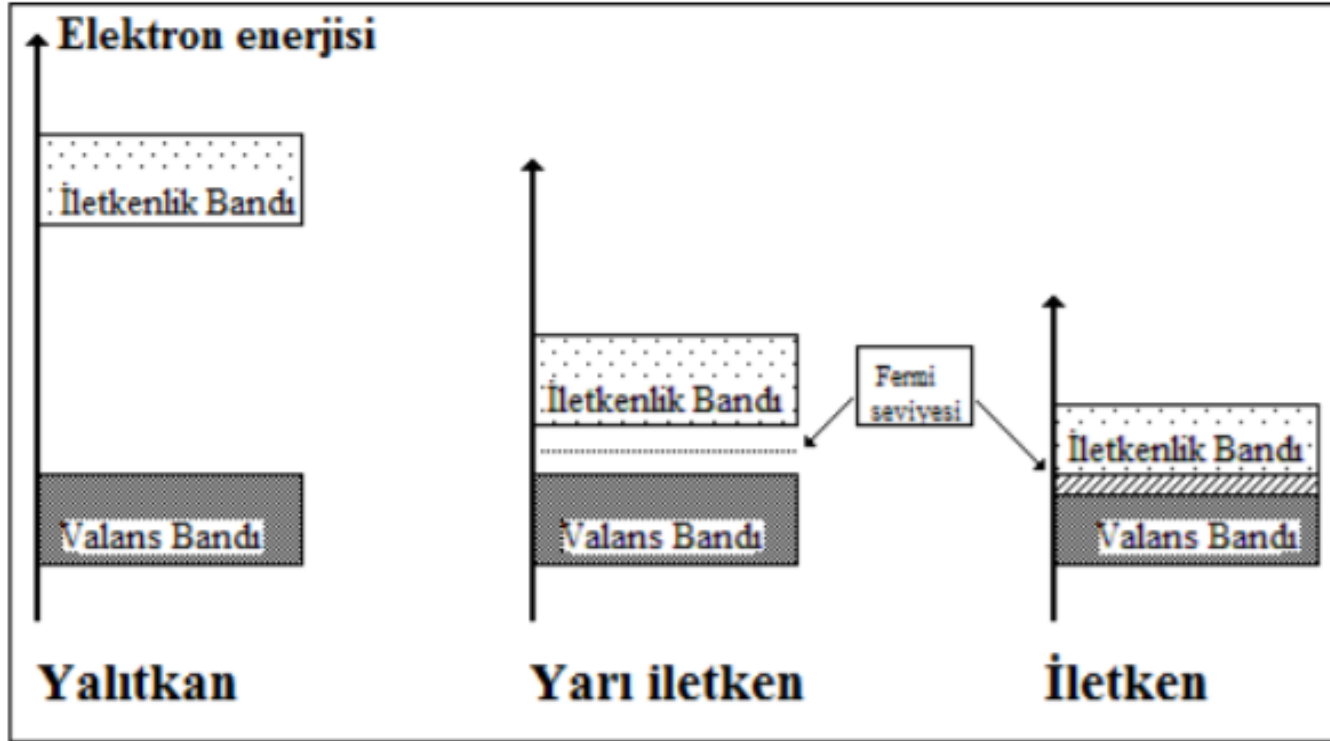 Elektron enerjisi
İletkenlik Bandı
Valans Bandı
Yalıtkan
İletkenlik Bandı
Valans Bandı
Yarı iletken
Fermi
seviyesi
İletkenlik Bandı
Valans Bandı
İletken